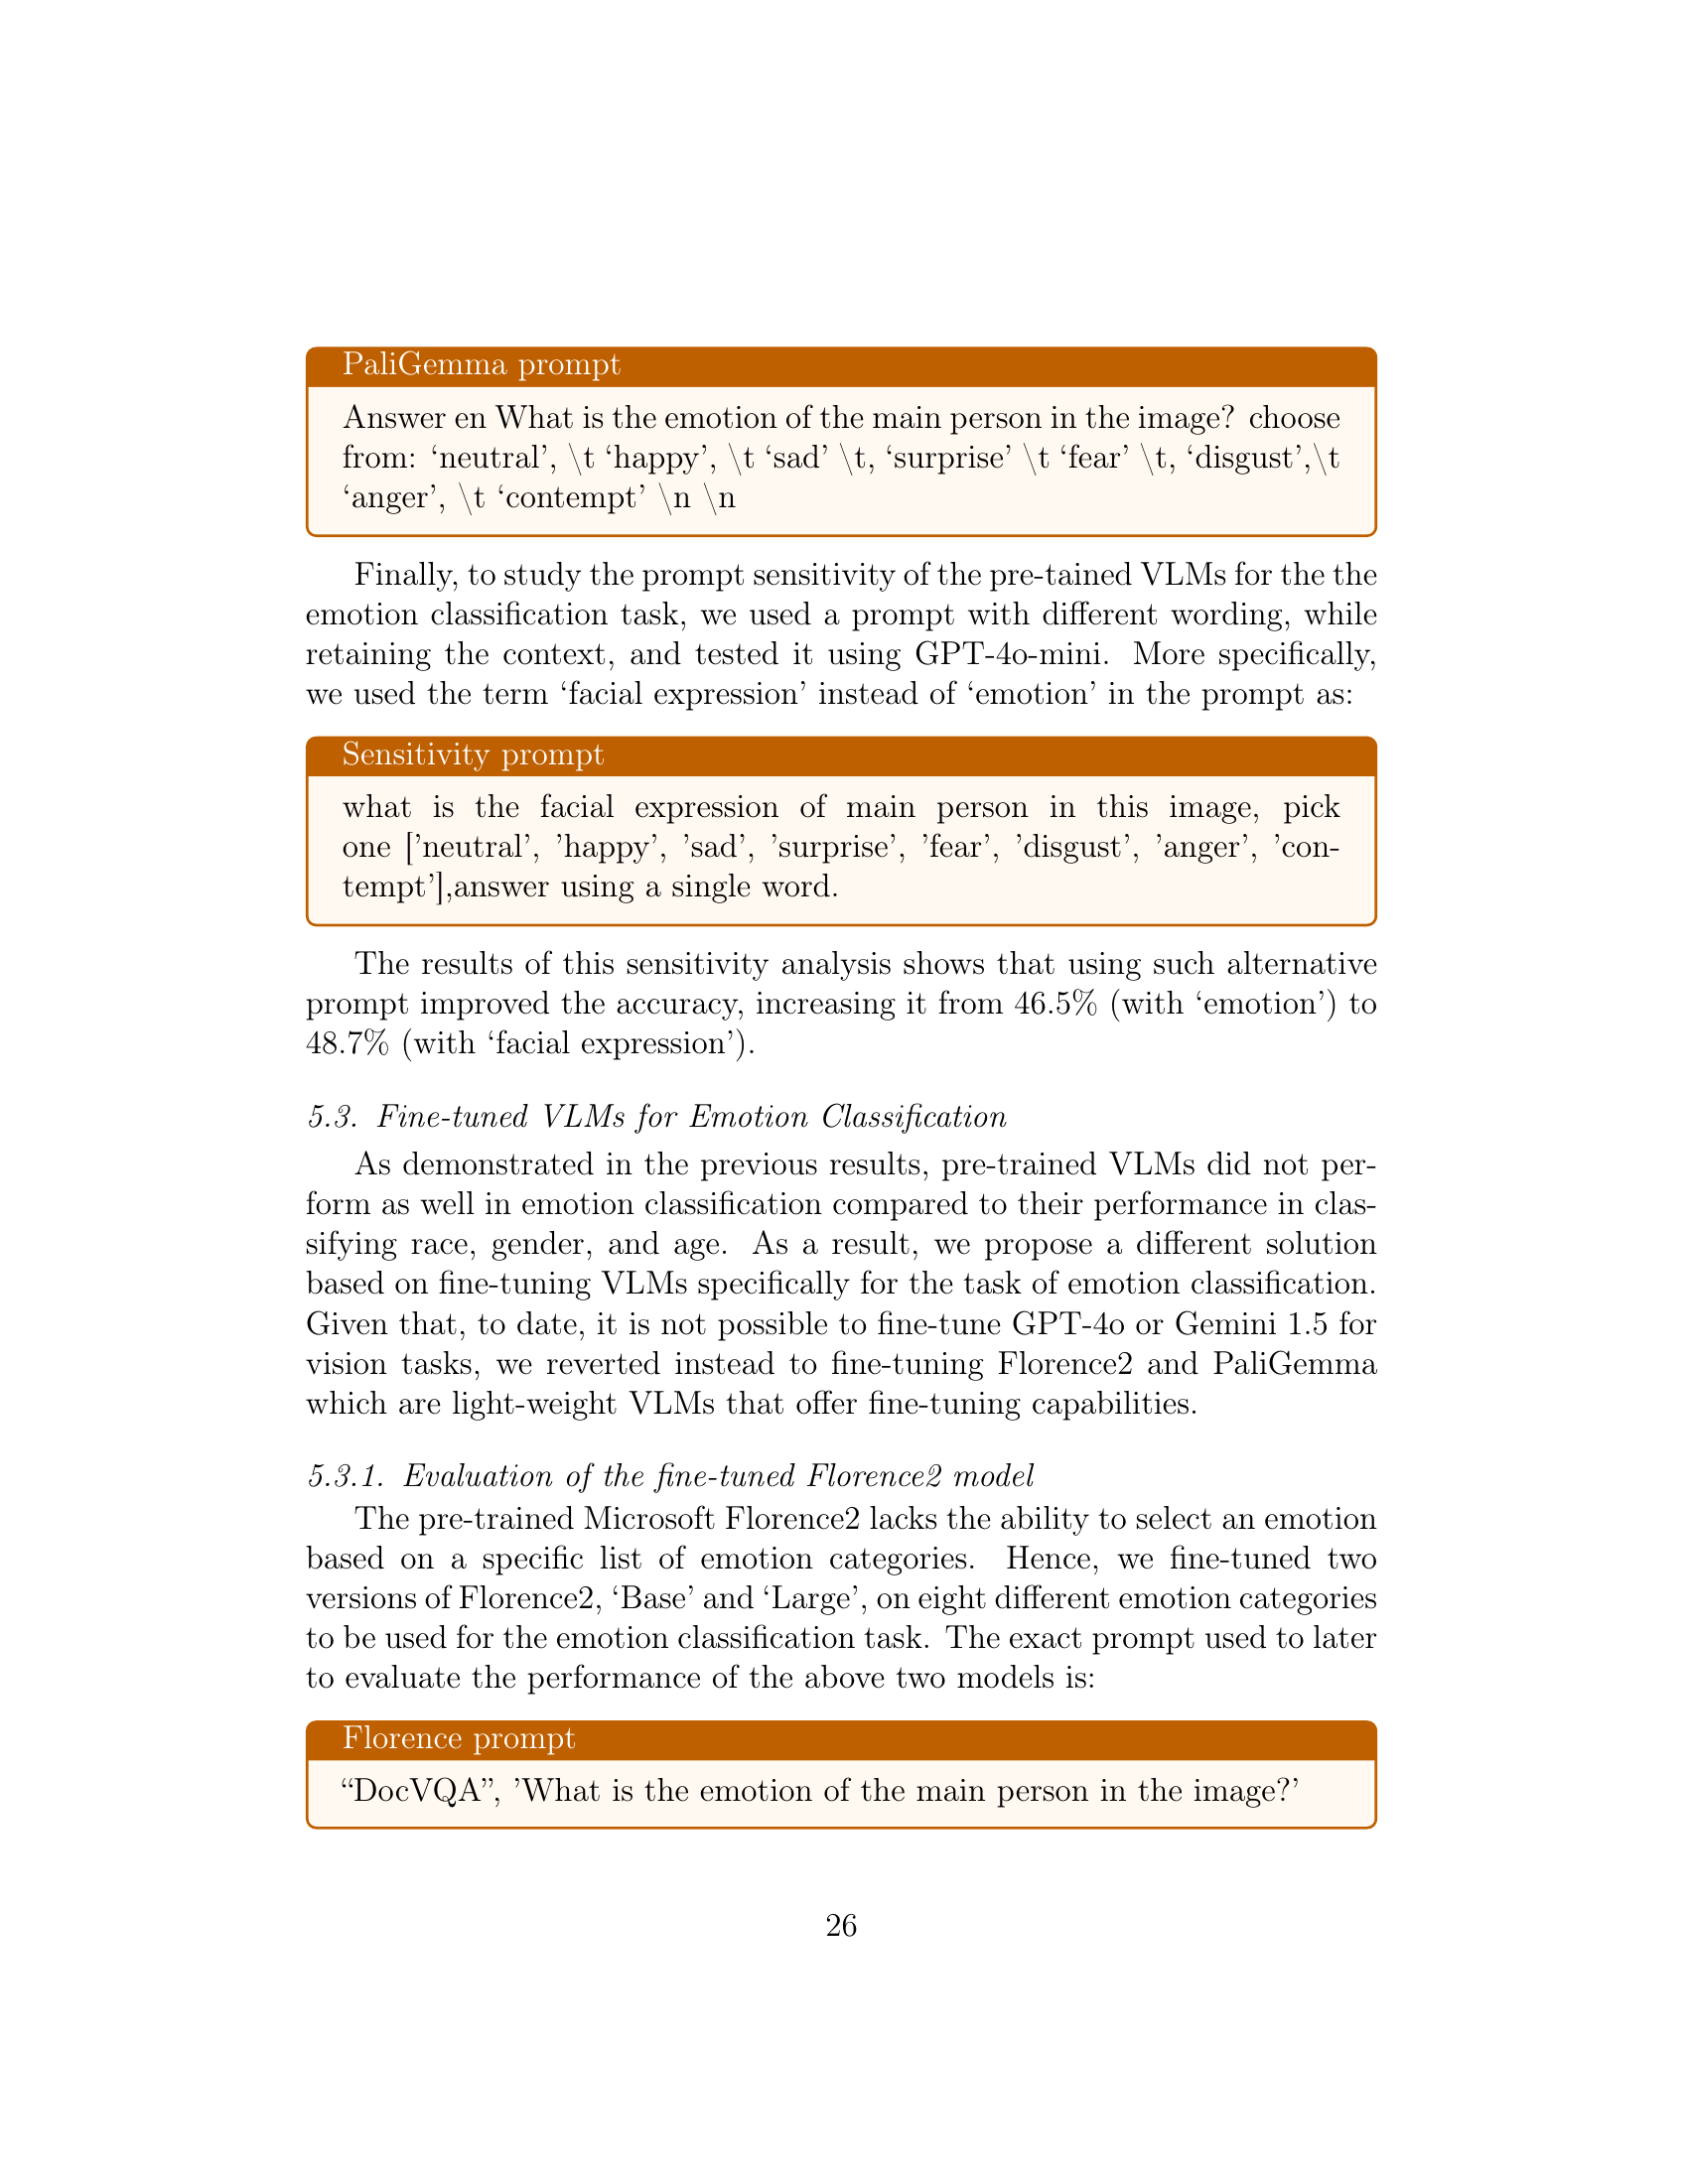 PaliGemma prompt
Answer en What is the emotion of the main person in the image? choose
from: ‘neutral’, \t ‘happy’, \t ‘sad’ \t, ‘surprise’ \t ‘fear’ \t, ‘disgust’,\t
‘anger’, \t ‘contempt’ \n \n
Finally, to study the prompt sensitivity of the pre-tained VLMs for the the
emotion classification task, we used a prompt with different wording, while
retaining the context, and tested it using GPT-4o-mini. More specifically,
we used the term ‘facial expression’ instead of ‘emotion’ in the prompt as:
Sensitivity prompt
what is the facial expression of main person in this image, pick
one [’neutral’, ’happy’, ’sad’, ’surprise’, ’fear’, ’disgust’, ’anger’, ’con-
tempt’],answer using a single word.
The results of this sensitivity analysis shows that using such alternative
prompt improved the accuracy, increasing it from 46.5% (with ‘emotion’) to
48.7% (with ‘facial expression’).
5.3. Fine-tuned VLMs for Emotion Classification
As demonstrated in the previous results, pre-trained VLMs did not per-
form as well in emotion classification compared to their performance in clas-
sifying race, gender, and age. As a result, we propose a different solution
based on fine-tuning VLMs specifically for the task of emotion classification.
Given that, to date, it is not possible to fine-tune GPT-4o or Gemini 1.5 for
vision tasks, we reverted instead to fine-tuning Florence2 and PaliGemma
which are light-weight VLMs that offer fine-tuning capabilities.
5.3.1. Evaluation of the fine-tuned Florence2 model
The pre-trained Microsoft Florence2 lacks the ability to select an emotion
based on a specific list of emotion categories. Hence, we fine-tuned two
versions of Florence2, ‘Base’ and ‘Large’, on eight different emotion categories
to be used for the emotion classification task. The exact prompt used to later
to evaluate the performance of the above two models is:
Florence prompt
“DocVQA”, ’What is the emotion of the main person in the image?’
26